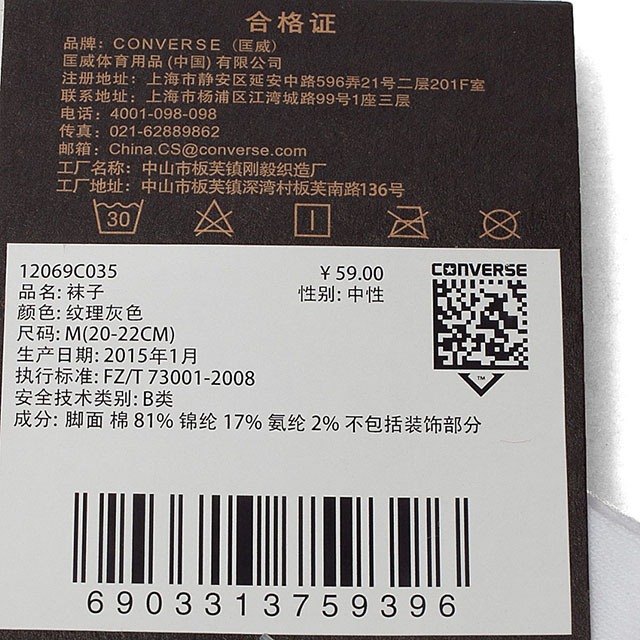 合格证
品牌: CONVERSE (匡威)
匡威体育用品(中国)有限公司
注册地址: 上海市静安区延安中路596弄21号二层201F室
联系地址: 上海市杨浦区江湾城路99号1座三层
电话: 4001-098-098
传真: 021-62889862
邮箱: China.CS@converse.com
工厂名称: 中山市板芙镇刚毅织造厂
工厂地址: 中山市板芙镇深湾村板芙南路136号
30
12069C035 ￥59.00 CONVERSE
品名: 袜子 性别: 中性
颜色: 纹理灰色
尺码: M(20-22CM)
生产日期: 2015年1月
TM
执行标准: FZ/T 73001-2008
安全技术类别: B类
成分: 脚面 棉 81% 锦纶 17% 氨纶 2% 不包括装饰部分
6903313759396